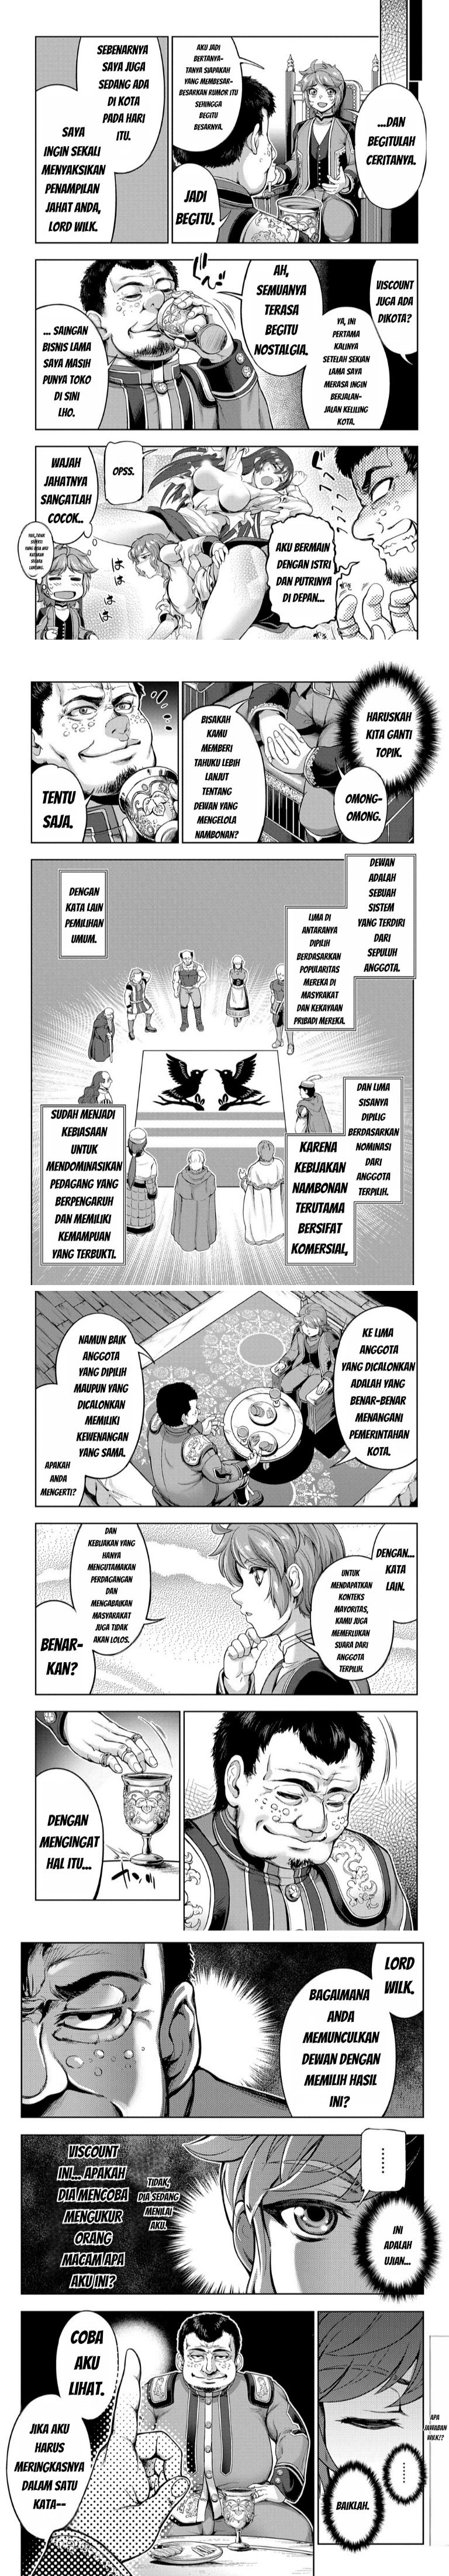 ...DAN
BEGITULAH
CERITANYA.
AKU JADI
BERTANYA-
TANYA SIAPAKAH
YANG MEMBESAR-
BESARKAN RUMOR ITU
SEHINGGA
BEGITU
BESARNYA.
JADI
BEGITU.
SEBENARNYA
SAYA JUGA
SEDANG ADA
DI KOTA
PADA HARI
ITU.
SAYA
INGIN SEKALI
MENYAKSIKAN
PENAMPILAN
JAHAT ANDA,
LORD WILK.
VISCOUNT
JUGA ADA
DIKOTA?
YA, INI
PERTAMA
KALINYA
SETELAH SEKIAN
LAMA SAYA
MERASA INGIN
BERJALAN-
JALAN KELILING
KOTA.
AH,
SEMUANYA
TERASA
BEGITU
NOSTALGIA.
... SAINGAN
BISNIS LAMA
SAYA MASIH
PUNYA TOKO
DI SINI
LHO.
AKU BERMAIN
DENGAN ISTRI
DAN PUTRINYA
DI DEPAN...
OPSS.
WAJAH
JAHATNYA
SANGATLAH
COCOK..
HARUSKAH
KITA GANTI
TOPIK.
OMONG-
OMONG.
BISAKAH
KAMU
MEMBERI
TAHUKU LEBIH
LANJUT
TENTANG
DEWAN YANG
MENGELOLA
NAMBONAN?
TENTU
SAJA.
DEWAN
ADALAH
SEBUAH
SISTEM
YANG TERDIRI
DARI
SEPULUH
ANGGOTA.
LIMA DI
ANTARANYA
DIPILIH
BERDASARKAN
POPULARITAS
MEREKA DI
MASYARAKAT
DAN KEKAYAAN
PRIBADI MEREKA.
DENGAN
KATA LAIN
PEMILIHAN
UMUM.
DAN LIMA
SISANYA
DIPILIG
BERDASARKAN
NOMINASI
DARI
ANGGOTA
TERPILIH.
KARENA
KEBIJAKAN
NAMBONAN
TERUTAMA
BERSIFAT
KOMERSIAL,
SUDAH MENJADI
KEBIASAAN
UNTUK
MENDOMINASIKAN
PEDAGANG YANG
BERPENGARUH
DAN MEMILIKI
KEMAMPUAN
YANG TERBUKTI.
KE LIMA
ANGGOTA
YANG DICALONKAN
ADALAH YANG
BENAR-BENAR
MENANGANI
PEMERINTAHAN
KOTA.
NAMUN BAIK
ANGGOTA
YANG DIPILIH
MAUPUN YANG
DICALONKAN
MEMILIKI
KEWENANGAN
YANG SAMA.
APAKAH
ANDA
MENGERTI?
DENGAN...
KATA
LAIN.
UNTUK
MENDAPATKAN
KONTEKS
MAYORITAS,
KAMU JUGA
MEMERLUKAN
SUARA DARI
ANGGOTA
TERPILIH.
DAN
KEBIJAKAN YANG
HANYA
MENGUTAMAKAN
PERDAGANGAN
DAN
MENGABAIKAN
MASYARAKAT
JUGA TIDAK
AKAN LOLOS.
BENAR-
KAN?
DENGAN
MENGINGAT
HAL ITU...
LORD
WILK.
BAGAIMANA
ANDA
MEMUNCULKAN
DEWAN DENGAN
MEMILIH HASIL
INI?
......
INI
ADALAH
UJIAN...
TIDAK,
DIA SEDANG
MENILAI
AKU.
VISCOUNT
INI... APAKAH
DIA MENCOBA
MENGUKUR
ORANG
MACAM APA
AKU INI?
APA
JAWABAN
WILK!?
....
BAIKLAH.
COBA
AKU
LIHAT.
JIKA AKU
HARUS
MERINGKASNYA
DALAM SATU
KATA--